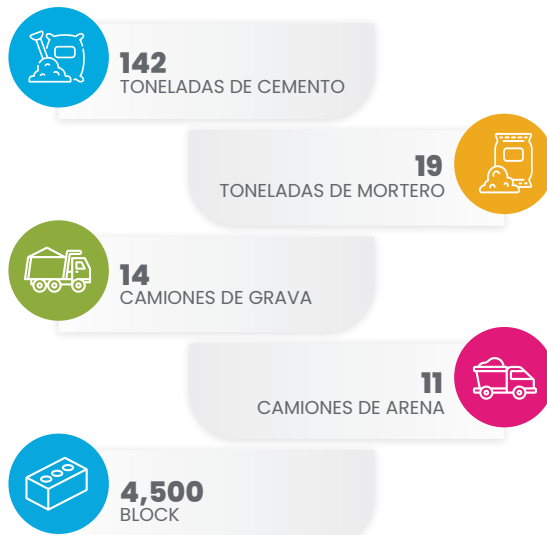 142
TONELADAS DE CEMENTO
19
TONELADAS DE MORTERO
14
CAMIONES DE GRAVA
11
CAMIONES DE ARENA
4,500
BLOCK